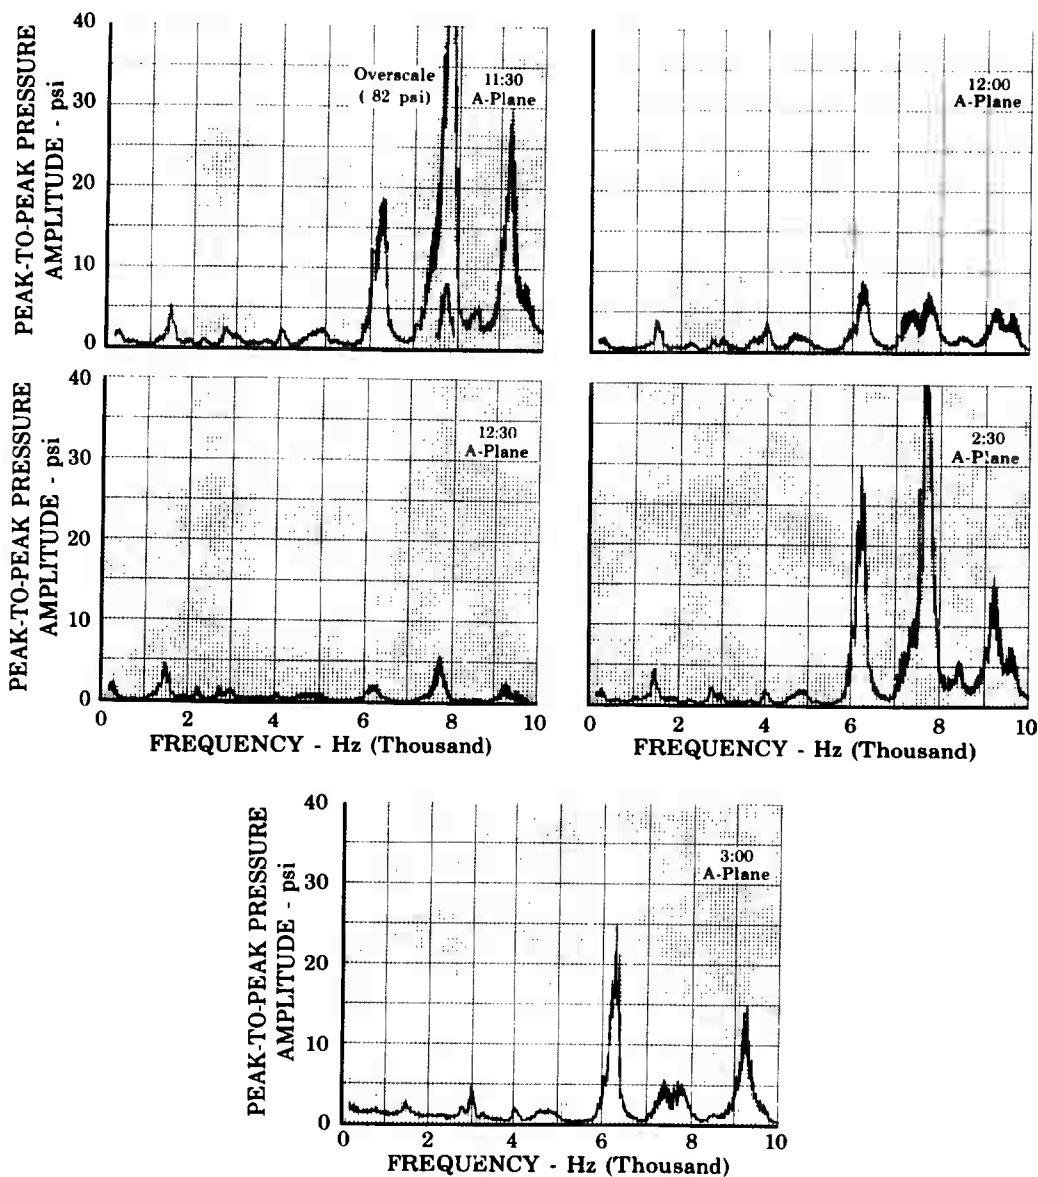 PEAK-TO-PEAK PRESSURE
AMPLITUDE - psi
40
30
20
10
0
Overscale
( 82 psi)
11:30
A-Plane
12:00
A-Plane
PEAK-TO-PEAK PRESSURE
AMPLITUDE - psi
40
30
20
10
0
12:30
A-Plane
0 2 4 6 8 10
FREQUENCY - Hz (Thousand)
2:30
A-Plane
0 2 4 6 8 10
FREQUENCY - Hz (Thousand)
PEAK-TO-PEAK PRESSURE
AMPLITUDE - psi
40
30
20
10
0
3:00
A-Plane
0 2 4 6 8 10
FREQUENCY - Hz (Thousand)